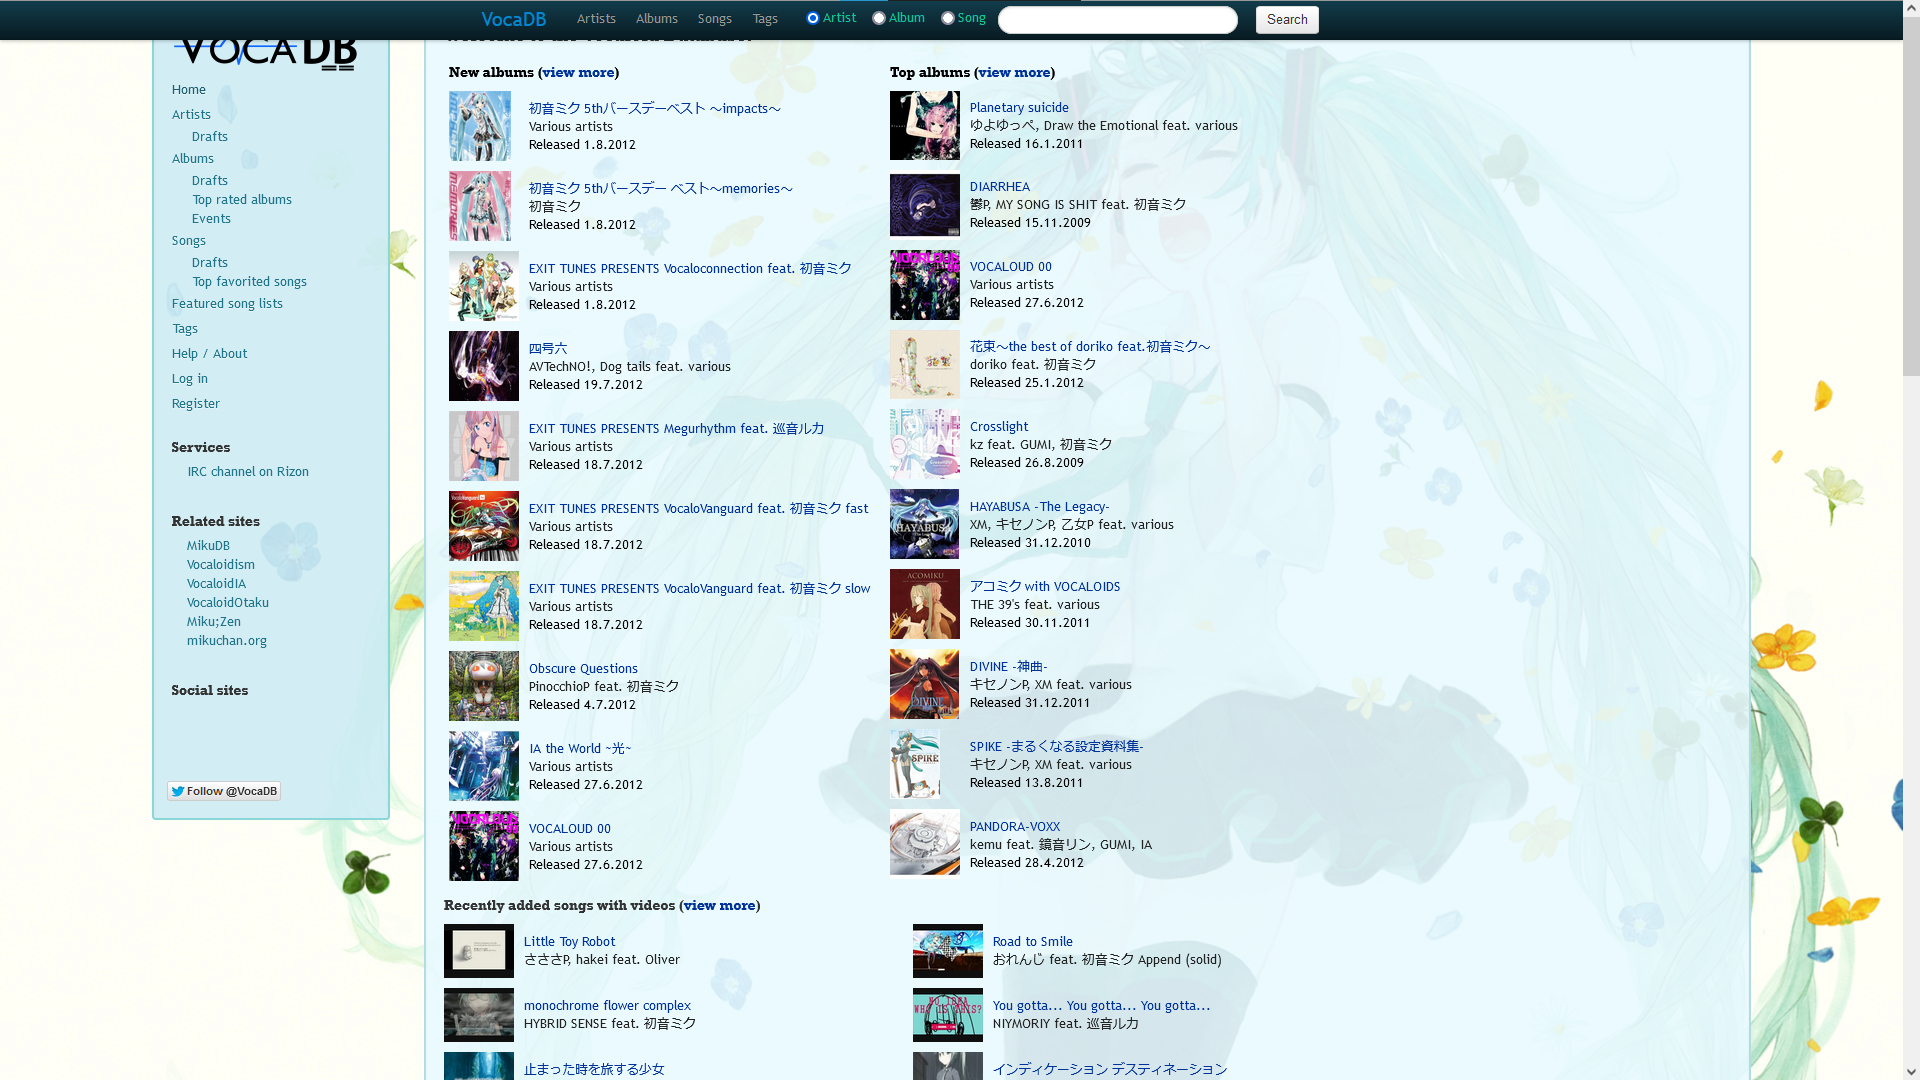 VocaDB
Artists
Albums
Songs
Tags
Artist
Album
Song
Search
VOCADB
Home
Artists
Drafts
Albums
Drafts
Top rated albums
Events
Songs
Drafts
Top favorited songs
Featured song lists
Tags
Help / About
Log in
Register
Services
IRC channel on Rizon
Related sites
MikuDB
Vocaloidism
VocaloidIA
VocaloidOtaku
Miku;Zen
mikuchan.org
Social sites
Follow @VocaDB
New albums (view more)
初音ミク 5thバースデーベスト ～impacts～
Various artists
Released 1.8.2012
初音ミク 5thバースデー ベスト～memories～
初音ミク
Released 1.8.2012
EXIT TUNES PRESENTS Vocaloconnection feat. 初音ミク
Various artists
Released 1.8.2012
四号六
AVTechNO!, Dog tails feat. various
Released 19.7.2012
EXIT TUNES PRESENTS Megurhythm feat. 巡音ルカ
Various artists
Released 18.7.2012
EXIT TUNES PRESENTS VocaloVanguard feat. 初音ミク fast
Various artists
Released 18.7.2012
EXIT TUNES PRESENTS VocaloVanguard feat. 初音ミク slow
Various artists
Released 18.7.2012
Obscure Questions
PinocchioP feat. 初音ミク
Released 4.7.2012
IA the World ~光~
Various artists
Released 27.6.2012
VOCALOUD 00
Various artists
Released 27.6.2012
Top albums (view more)
Planetary suicide
ゆよゆっぺ, Draw the Emotional feat. various
Released 16.1.2011
DIARRHEA
鬱P, MY SONG IS SHIT feat. 初音ミク
Released 15.11.2009
VOCALOUD 00
Various artists
Released 27.6.2012
花束～the best of doriko feat.初音ミク～
doriko feat. 初音ミク
Released 25.1.2012
Crosslight
kz feat. GUMI, 初音ミク
Released 26.8.2009
HAYABUSA
HAYABUSA -The Legacy-
XM, キセノンP, 乙女P feat. various
Released 31.12.2010
ACOMIKU
アコミク with VOCALOIDS
THE 39's feat. various
Released 30.11.2011
DIVINE
DIVINE -神曲-
キセノンP, XM feat. various
Released 31.12.2011
SPIKE
SPIKE -まるくなる設定資料集-
キセノンP, XM feat. various
Released 13.8.2011
PANDORA-VOXX
kemu feat. 鏡音リン, GUMI, IA
Released 28.4.2012
Recently added songs with videos (view more)
Little Toy Robot
さささP, hakei feat. Oliver
Road to Smile
おれんじ feat. 初音ミク Append (solid)
monochrome flower complex
HYBRID SENSE feat. 初音ミク
NO IDEA
WHAT IS THIS?
You gotta... You gotta... You gotta...
NIYMORIY feat. 巡音ルカ
止まった時を旅する少女
インディケーション デスティネーション